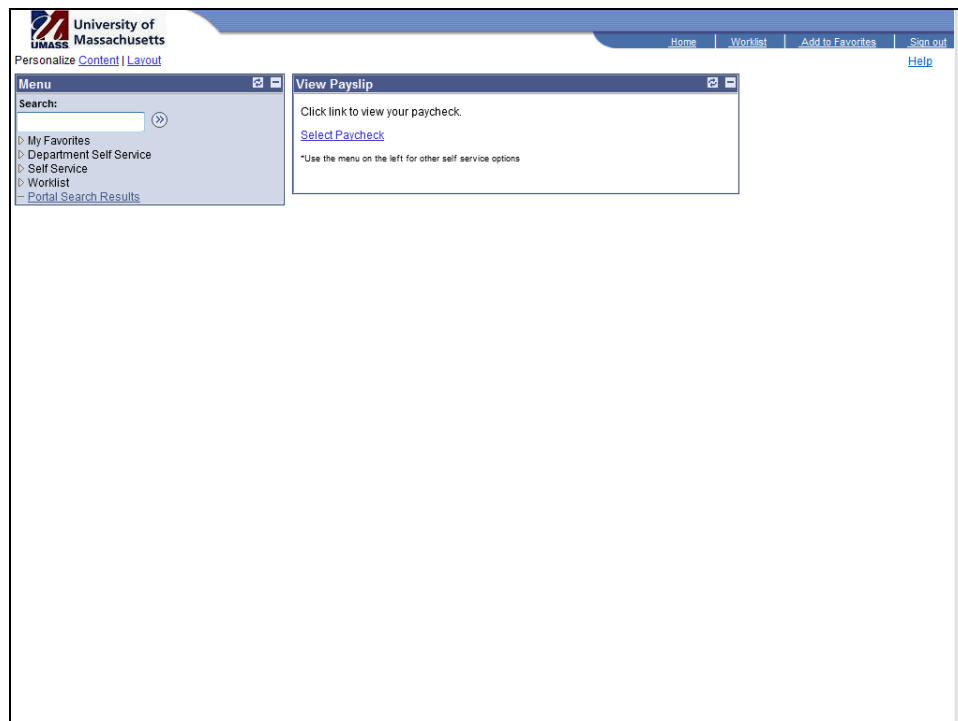 University of
Massachusetts
UMASS
Home Worklist Add to Favorites Sign out
Personalize Content | Layout
Help
Menu
Search:
My Favorites
Department Self Service
Self Service
Worklist
Portal Search Results
View Payslip
Click link to view your paycheck.
Select Paycheck
*Use the menu on the left for other self service options